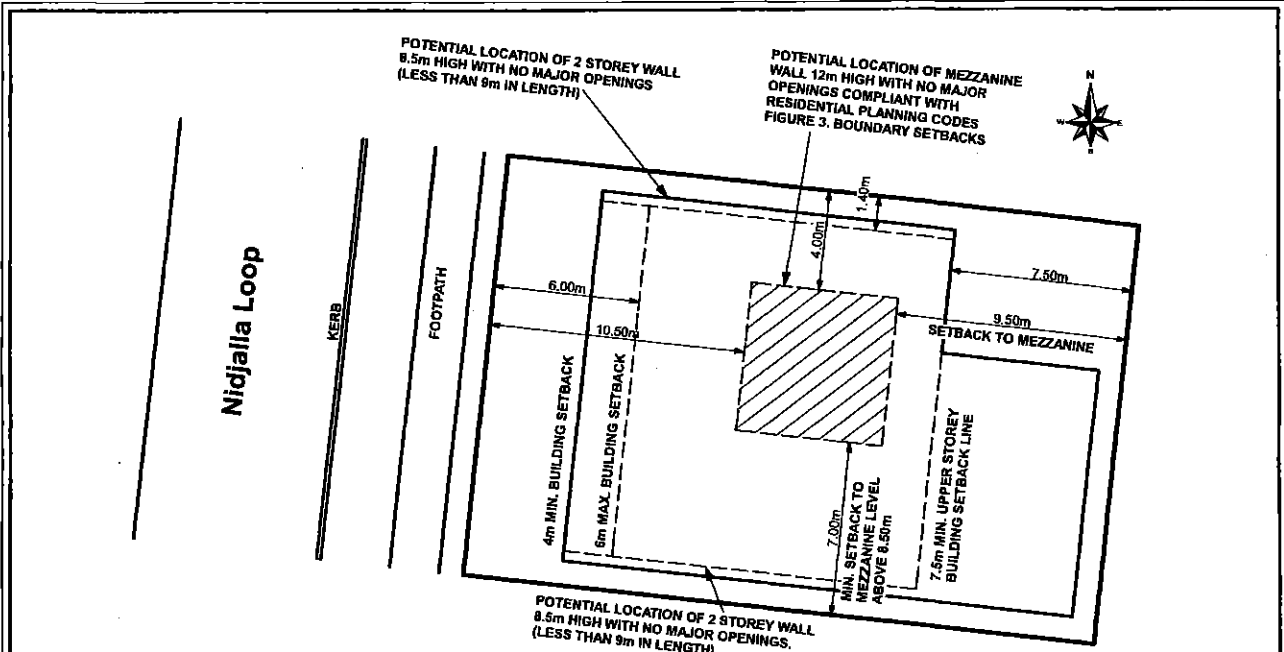 POTENTIAL LOCATION OF 2 STOREY WALL
8.5m HIGH WITH NO MAJOR OPENINGS
(LESS THAN 9m IN LENGTH)
POTENTIAL LOCATION OF MEZZANINE
WALL 12m HIGH WITH NO MAJOR
OPENINGS COMPLIANT WITH
RESIDENTIAL PLANNING CODES
FIGURE 3. BOUNDARY SETBACKS
N
W
E
S
Nidjalla Loop
KERB
FOOTPATH
1.40m
4.00m
7.50m
6.00m
10.50m
9.50m
SETBACK TO MEZZANINE
4m MIN. BUILDING SETBACK
6m MAX. BUILDING SETBACK
7.00m
MIN. SETBACK TO
MEZZANINE LEVEL
ABOVE 8.50m
7.5m MIN. UPPER STOREY
BUILDING SETBACK LINE
POTENTIAL LOCATION OF 2 STOREY WALL
8.5m HIGH WITH NO MAJOR OPENINGS.
(LESS THAN 9m IN LENGTH)